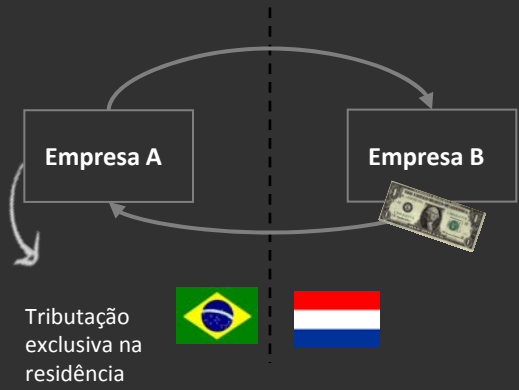 Empresa A
Empresa B
Tributação
exclusiva na
residência